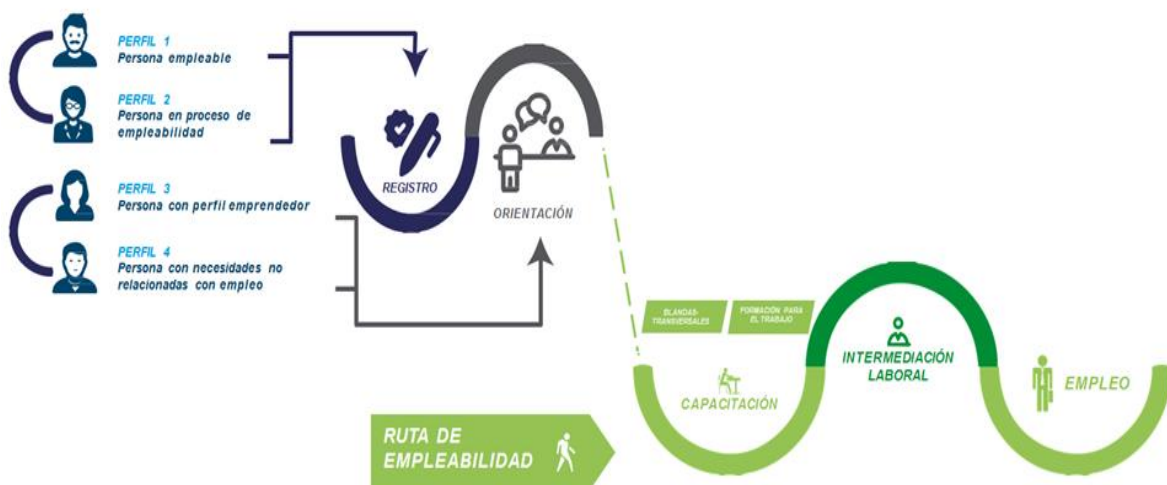 PERFIL 1
Persona empleable
PERFIL 2
Persona en proceso de
empleabilidad
PERFIL 3
Persona con perfil emprendedor
PERFIL 4
Persona con necesidades no
relacionadas con empleo
REGISTRO
ORIENTACIÓN
BLANDAS-
TRANSVERSALES
FORMACIÓN PARA
EL TRABAJO
CAPACITACIÓN
INTERMEDIACIÓN
LABORAL
EMPLEO
RUTA DE
EMPLEABILIDAD